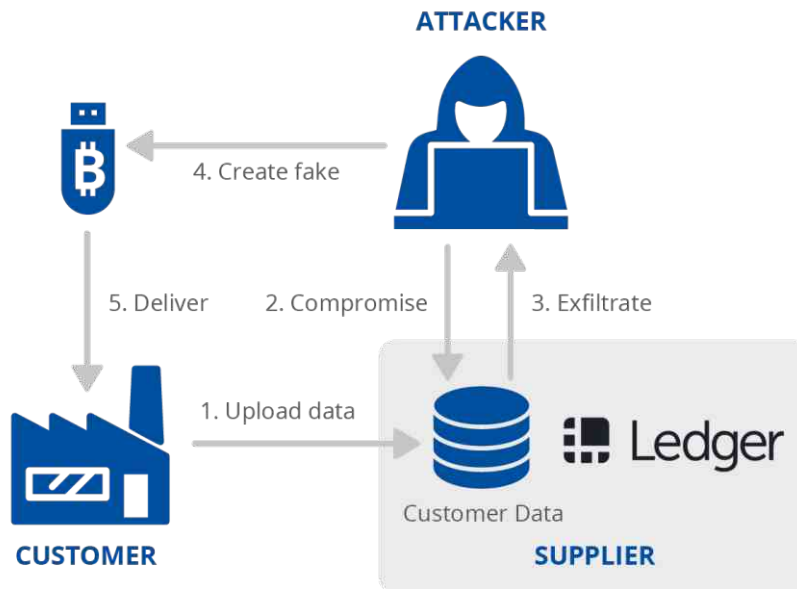 ATTACKER
4. Create fake
5. Deliver
2. Compromise
3. Exfiltrate
1. Upload data
Ledger
Customer Data
CUSTOMER
SUPPLIER